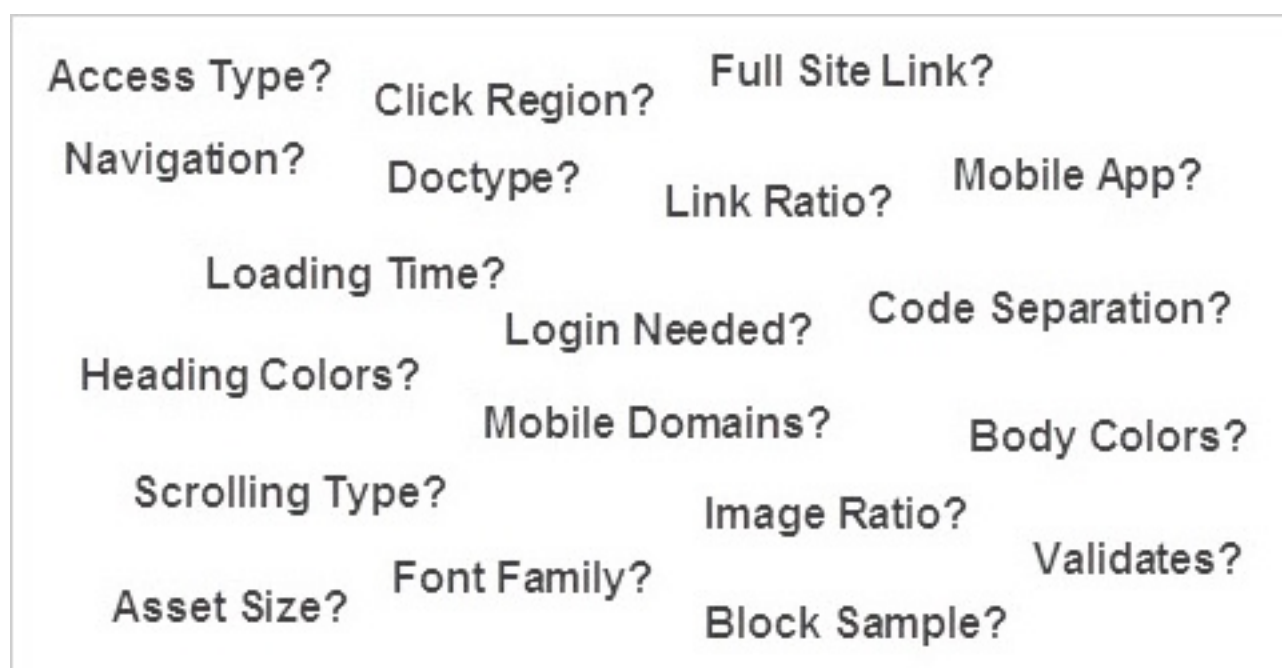 Access Type?
Click Region?
Full Site Link?
Navigation?
Doctype?
Link Ratio?
Mobile App?
Loading Time?
Login Needed?
Code Separation?
Heading Colors?
Mobile Domains?
Body Colors?
Scrolling Type?
Image Ratio?
Validates?
Font Family?
Asset Size?
Block Sample?